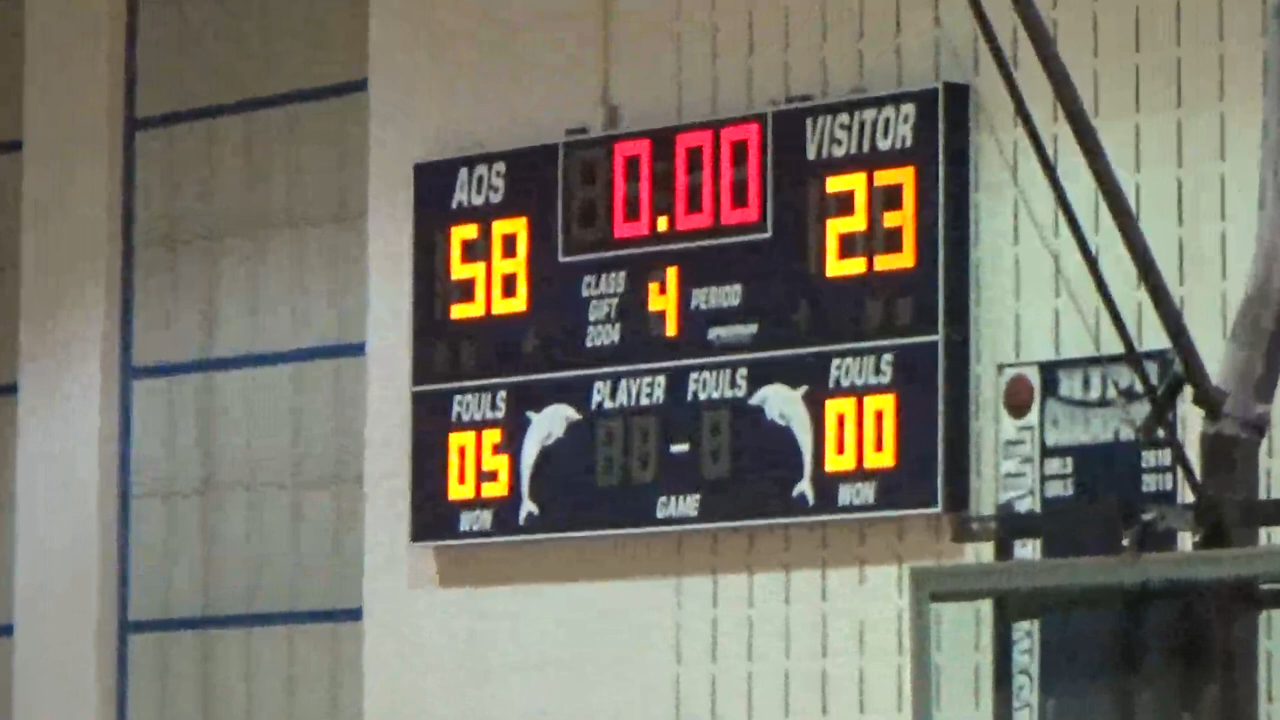 AOS
0.00
VISITOR
58
23
CLASS
GIFT
2004
4
PERIOD
FOULS
PLAYER FOULS
FOULS
05
-
00
WON
GAME
WON